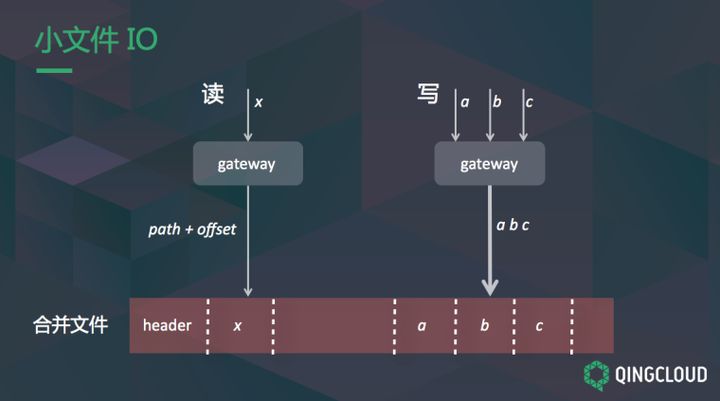 小文件 IO
读
x
写
a
b
c
gateway
gateway
path + offset
a b c
合并文件
header
x
a
b
c
QINGCLOUD